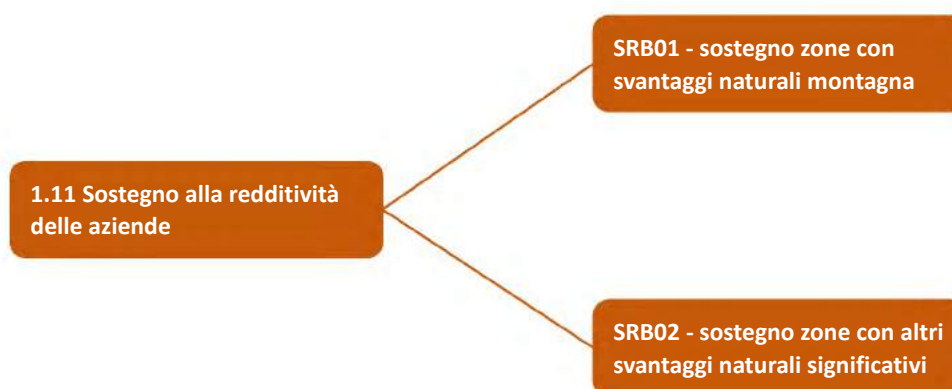 SRB01 - sostegno zone con
svantaggi naturali montagna
1.11 Sostegno alla redditività
delle aziende
SRB02 - sostegno zone con altri
svantaggi naturali significativi